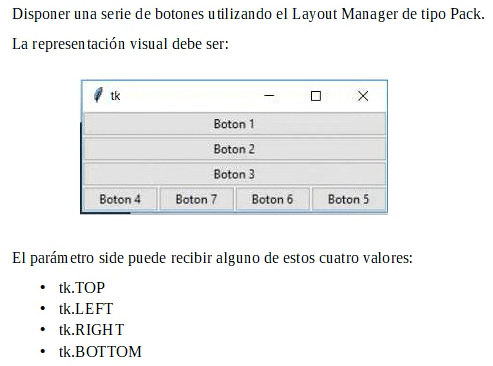 Disponer una serie de botones utilizando el Layout Manager de tipo Pack.
La representación visual debe ser:
tk
Boton 1
Boton 2
Boton 3
Boton 4 Boton 7 Boton 6 Boton 5
El parámetro side puede recibir alguno de estos cuatro valores:
• tk.TOP
• tk.LEFT
• tk.RIGHT
• tk.BOTTOM